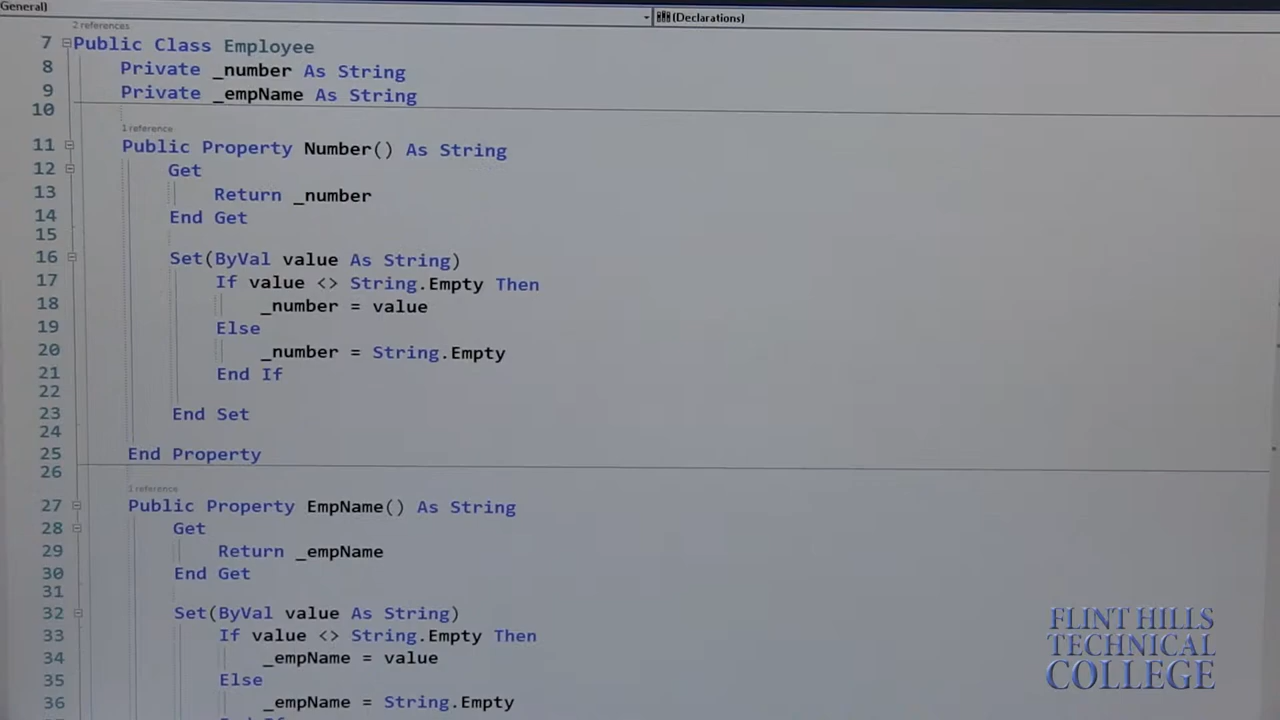 General)
(Declarations)
2 references
7 Public Class Employee
8 Private _number As String
9 Private _empName As String
10
1 reference
11 Public Property Number() As String
12 Get
13 Return _number
14 End Get
15
16 Set(ByVal value As String)
17 If value <> String.Empty Then
18 _number = value
19 Else
20 _number = String.Empty
21 End If
22
23 End Set
24
25 End Property
26
1 reference
27 Public Property EmpName() As String
28 Get
29 Return _empName
30 End Get
31
32 Set(ByVal value As String)
33 If value <> String.Empty Then
34 _empName = value
35 Else
36 _empName = String.Empty
FLINT HILLS
TECHNICAL
COLLEGE